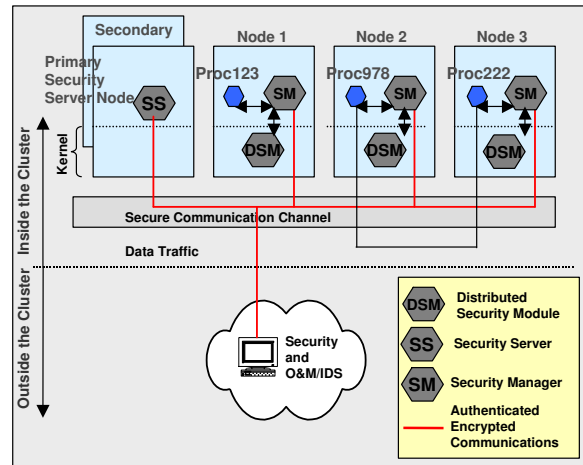 Secondary
Primary
Security
Server Node
SS
Node 1
Proc123
SM
DSM
Node 2
Proc978
SM
DSM
Node 3
Proc222
SM
DSM
Kernel
Inside the Cluster
Secure Communication Channel
Data Traffic
Outside the Cluster
Security
and
O&M/IDS
DSM
Distributed
Security Module
SS
Security Server
SM
Security Manager
Authenticated
Encrypted
Communications